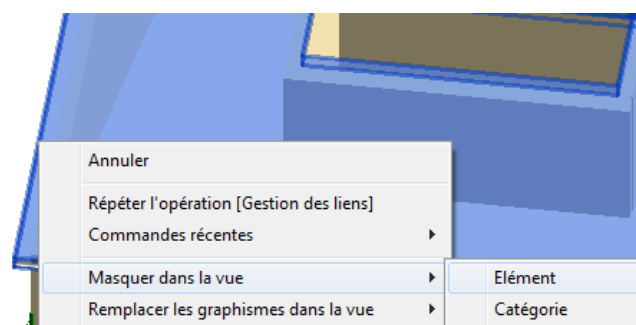 Annuler
Répéter l'opération [Gestion des liens]
Commandes récentes
Masquer dans la vue
Elément
Remplacer les graphismes dans la vue
Catégorie